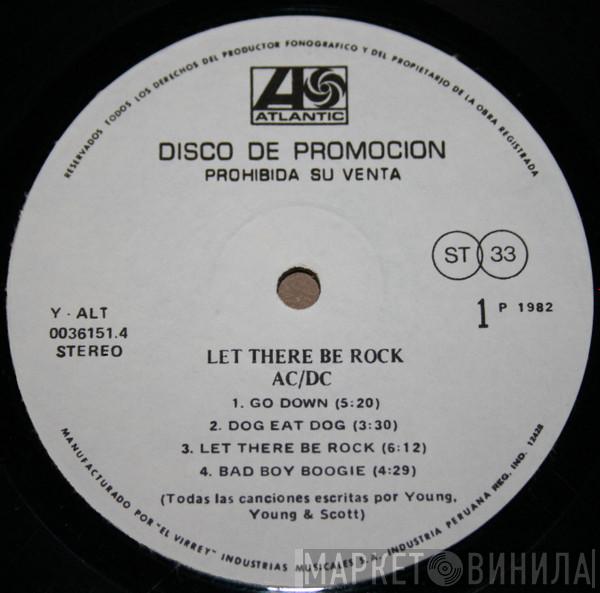 RESERVADOS TODOS LOS DERECHOS DEL PRODUCTOR FONOGRAFICO Y DEL PROPIETARIO DE LA OBRA REGISTRADA
ATLANTIC
DISCO DE PROMOCION
PROHIBIDA SU VENTA
ST 33
Y - ALT
0036151.4
STEREO
1 P 1982
LET THERE BE ROCK
AC/DC
1. GO DOWN (5:20)
2. DOG EAT DOG (3:30)
3. LET THERE BE ROCK (6:12)
4. BAD BOY BOOGIE (4:29)
(Todas las canciones escritas por Young,
Young & Scott)
MANUFACTURADO POR "EL VIRREY" INDUSTRIAS MUSICALES S.A. INDUSTRIA PERUANA REG. IND. 12428
МАРКЕТ ВИНИЛА